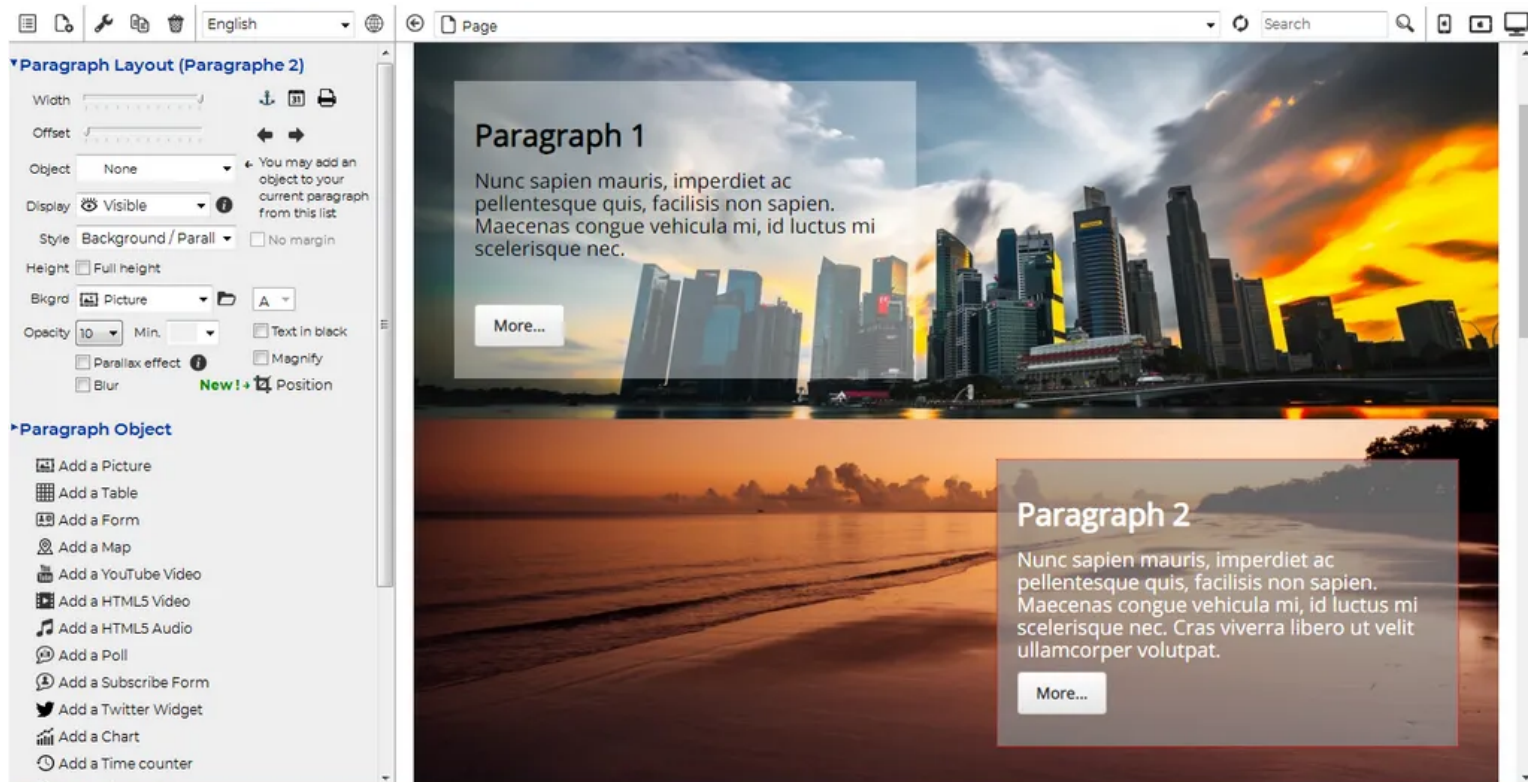 English
Page
Search
Paragraph Layout (Paragraphe 2)
Width
31
Offset
Object None
You may add an
object to your
current paragraph
from this list
Display Visible
Style Background / Parall
No margin
Height Full height
Bkgrd Picture
A
Opacity 10 Min.
Text in black
Parallax effect
Magnify
Blur
New! Position
Paragraph Object
Add a Picture
Add a Table
Add a Form
Add a Map
Add a YouTube Video
Add a HTML5 Video
Add a HTML5 Audio
Add a Poll
Add a Subscribe Form
Add a Twitter Widget
Add a Chart
Add a Time counter
Paragraph 1
Nunc sapien mauris, imperdiet ac
pellentesque quis, facilisis non sapien.
Maecenas congue vehicula mi, id luctus mi
scelerisque nec.
More...
Paragraph 2
Nunc sapien mauris, imperdiet ac
pellentesque quis, facilisis non sapien.
Maecenas congue vehicula mi, id luctus mi
scelerisque nec. Cras viverra libero ut velit
ullamcorper volutpat.
More...